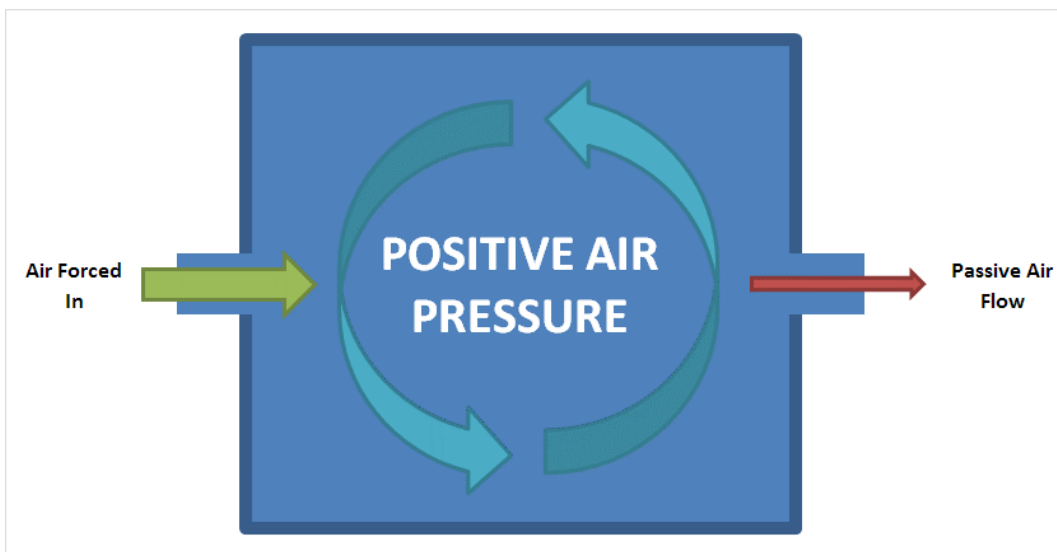 Air Forced
In
POSITIVE AIR
PRESSURE
Passive Air
Flow